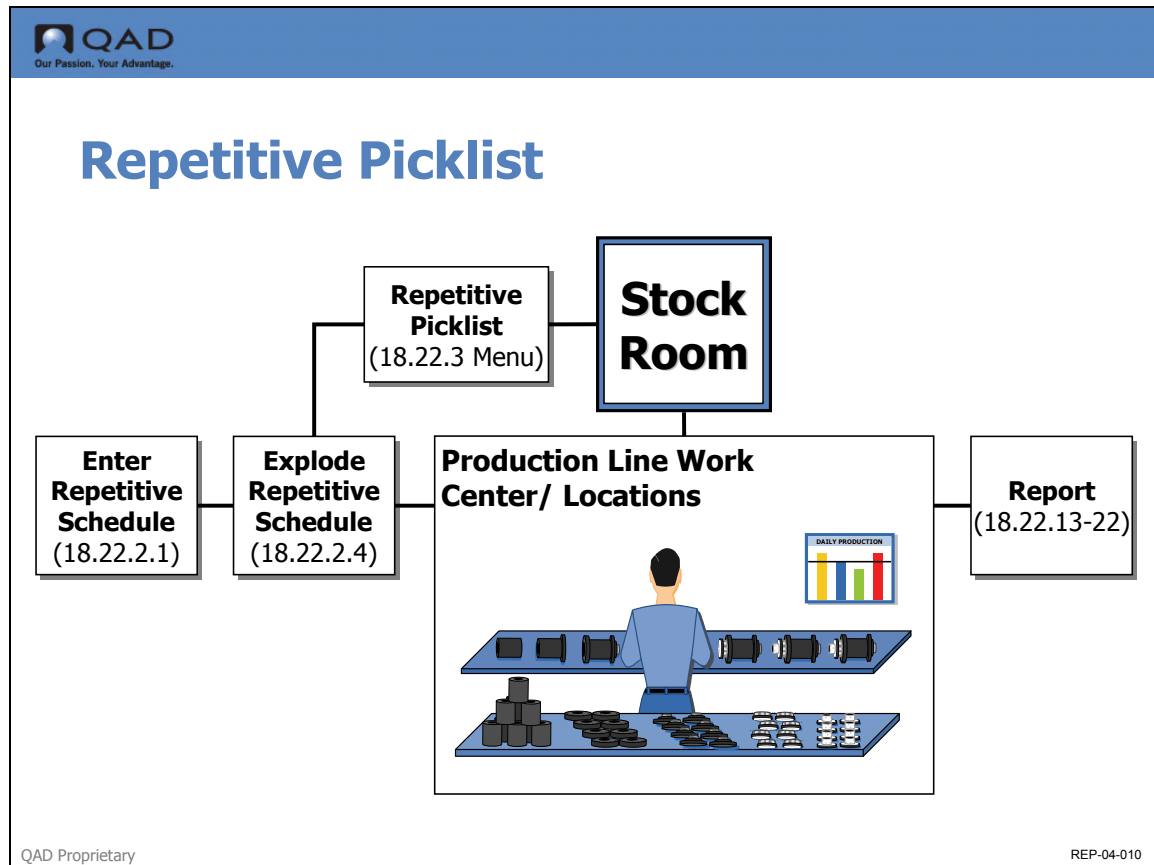 QAD
Our Passion. Your Advantage.
Repetitive Picklist
Repetitive
Picklist
(18.22.3 Menu)
Stock
Room
Enter
Repetitive
Schedule
(18.22.2.1)
Explode
Repetitive
Schedule
(18.22.2.4)
Production Line Work
Center/ Locations
DAILY PRODUCTION
Report
(18.22.13-22)
QAD Proprietary
REP-04-010